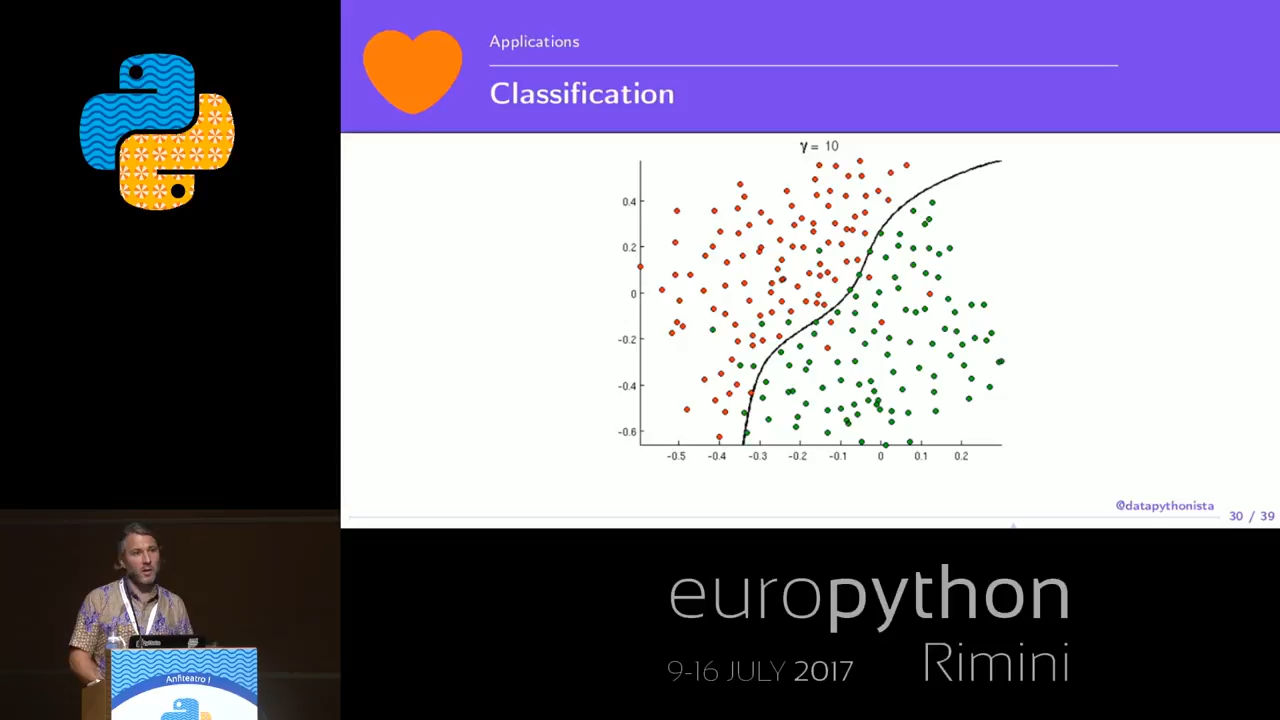 Applications
Classification
γ = 10
0.4
0.2
0
-0.2
-0.4
-0.6
-0.5
-0.4
-0.3
-0.2
-0.1
0
0.1
0.2
@datapythonista
30 / 39
Anfiteatro I
europython
9-16 JULY 2017
Rimini